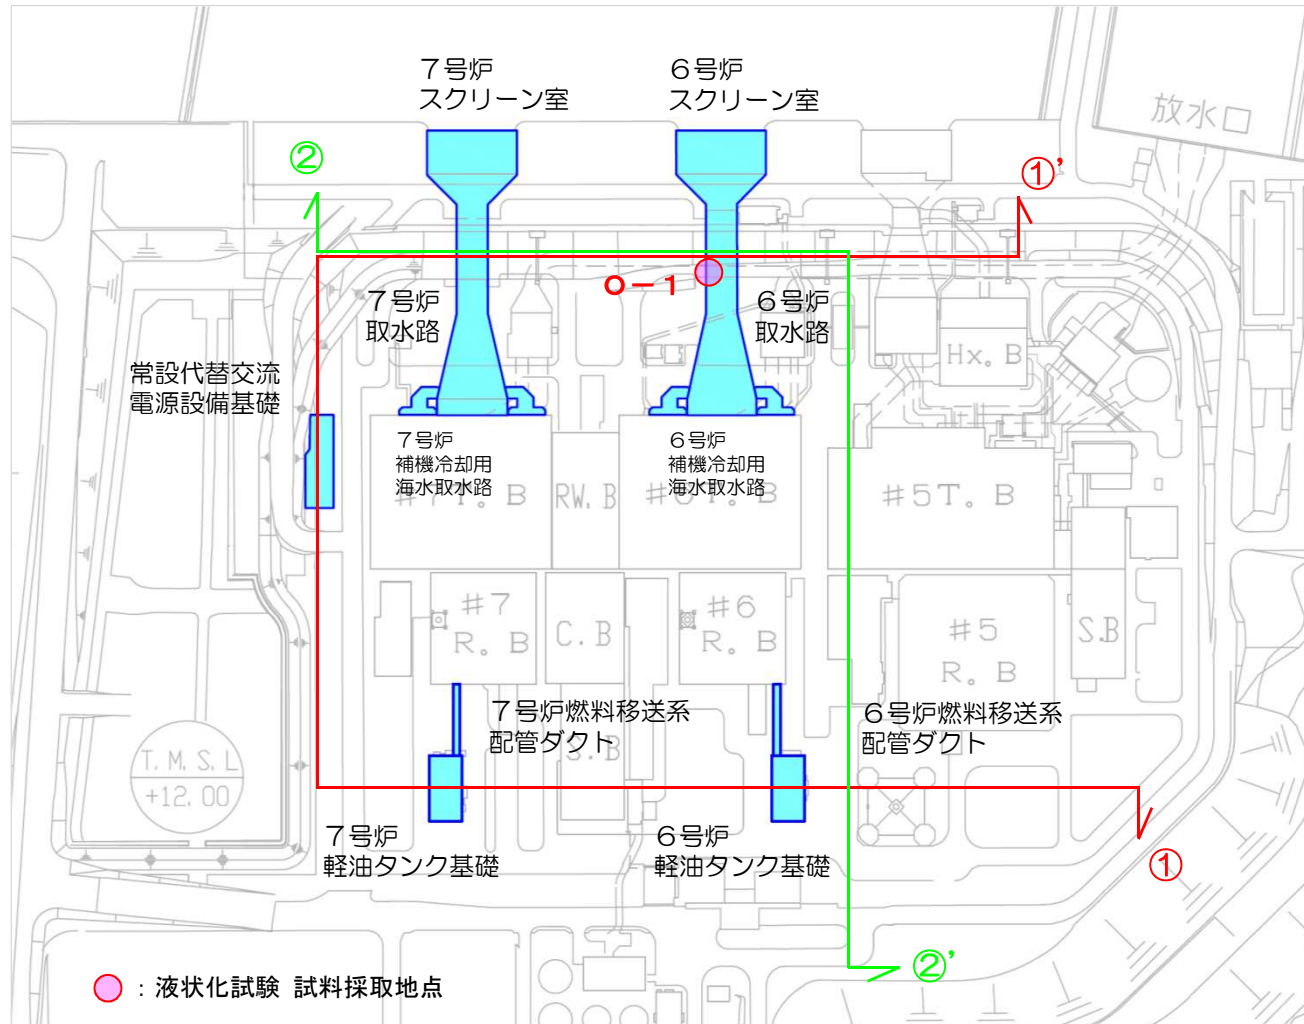 ７号炉
スクリーン室
６号炉
スクリーン室
放水口
②
①’
O－1
７号炉
取水路
６号炉
取水路
Hx. B
常設代替交流
電源設備基礎
７号炉
補機冷却用
海水取水路
６号炉
補機冷却用
海水取水路
#7T. B
RW. B
#6T. B
#5T. B
#7
R. B
C. B
#6
R. B
#5
R. B
S.B
７号炉燃料移送系
配管ダクト
６号炉燃料移送系
配管ダクト
S. B
T. M. S. L
+12. 00
７号炉
軽油タンク基礎
６号炉
軽油タンク基礎
①
②’
：液状化試験 試料採取地点